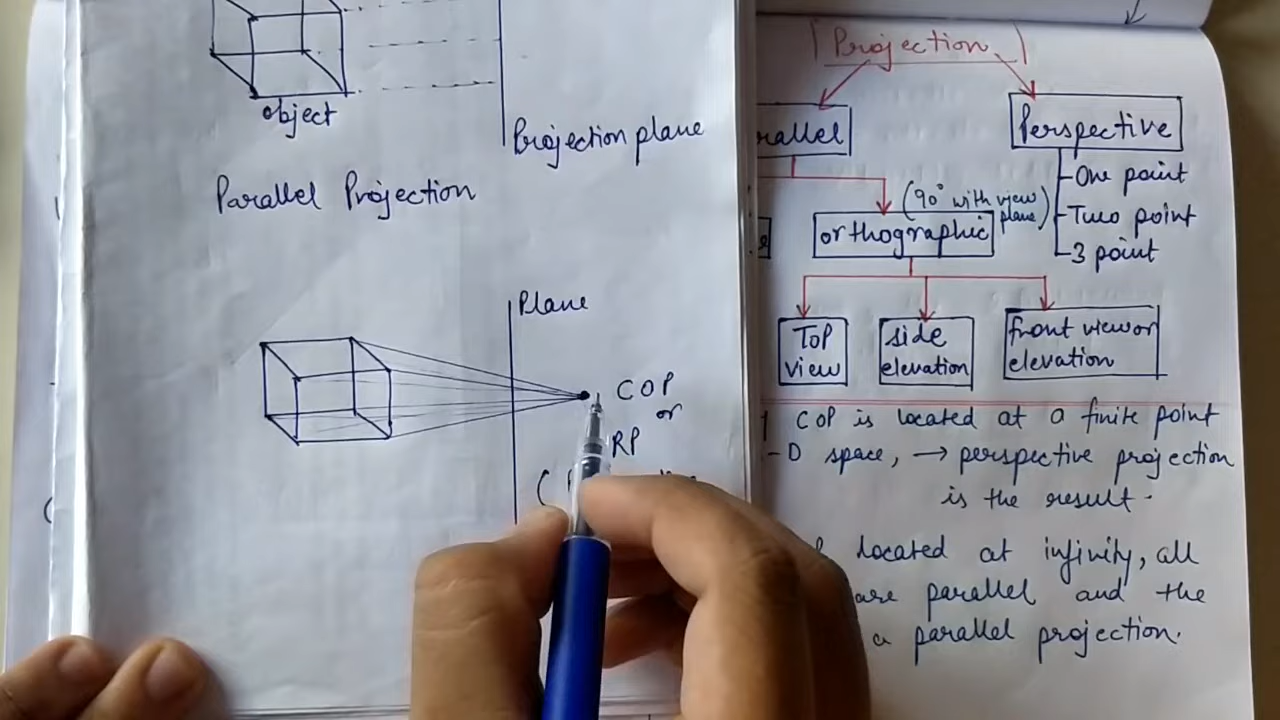 object
Projection plane
Parallel Projection
Plane
COP
or
RP
Projection
rallel
Perspective
One point
(90° with view
plane)
Two point
orthographic
3 point
Top
view
side
elevation
front view or
elevation
COP is located at a finite point
-D space, → perspective projection
is the result.
located at infinity, all
are parallel and the
a parallel projection.